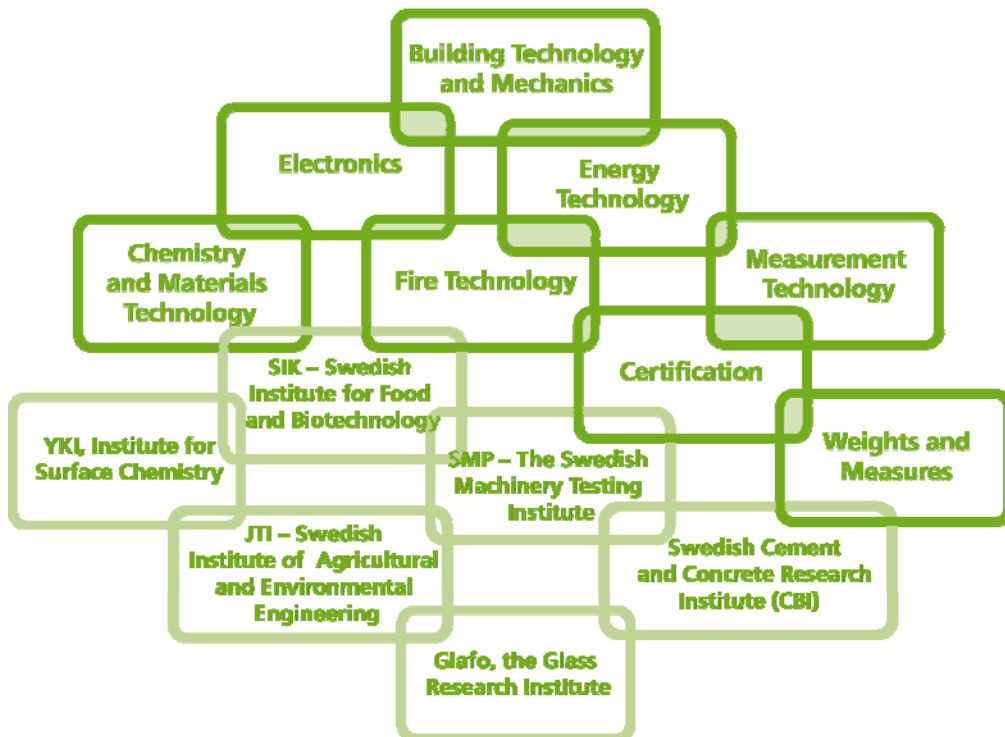 Building Technology
and Mechanics
Electronics
Energy
Technology
Chemistry
and Materials
Technology
Fire Technology
Measurement
Technology
SIK – Swedish
Institute for Food
and Biotechnology
Certification
YKI, Institute for
Surface Chemistry
SMP – The Swedish
Machinery Testing
Institute
Weights and
Measures
JTI – Swedish
Institute of Agricultural
and Environmental
Engineering
Swedish Cement
and Concrete Research
Institute (CBI)
Glafo, the Glass
Research Institute